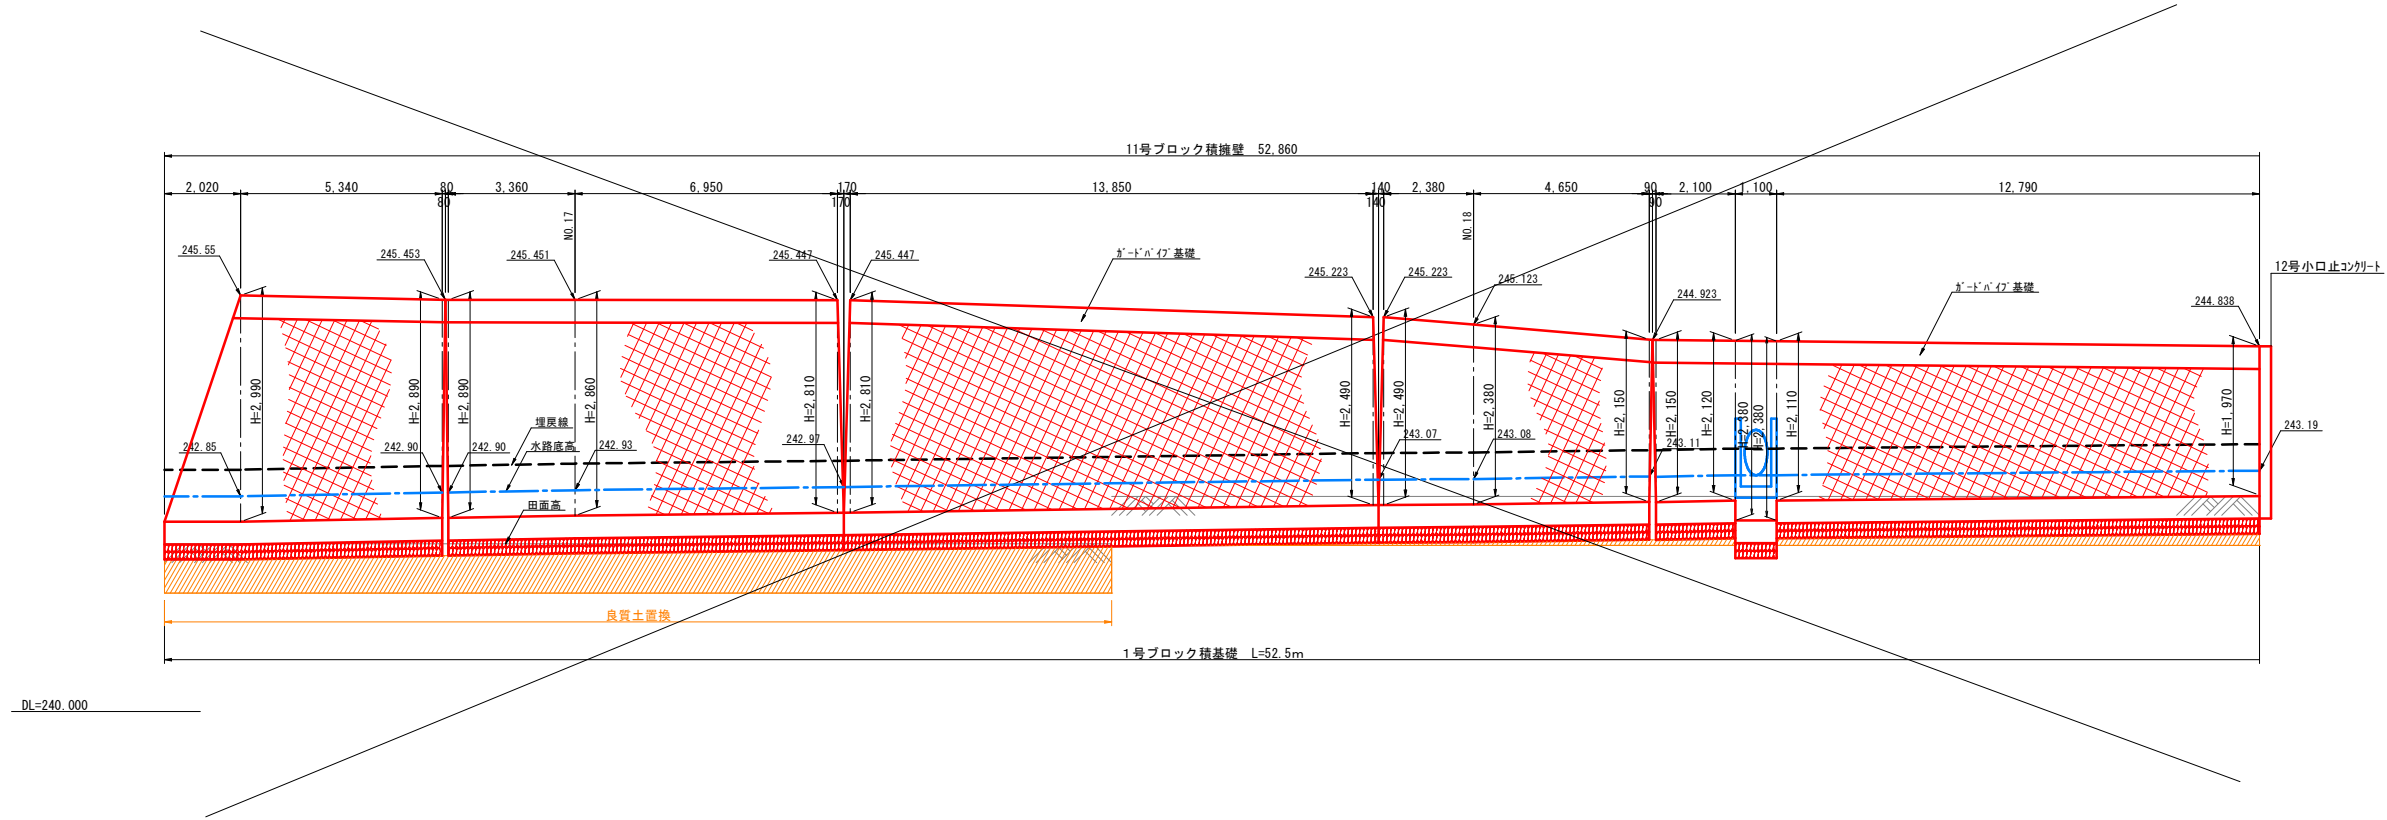 11号ブロック積擁壁 52,860
2,020
5,340
80
3,360
6,950
170
13,850
140
2,380
4,650
90
2,100
1,100
12,790
80
170
140
90
NO.17
NO.18
245.55
245.453
245.451
245.447
245.447
ｶﾞｰﾄﾞﾊﾟｲﾌﾟ基礎
245.223
245.223
245.123
244.923
ｶﾞｰﾄﾞﾊﾟｲﾌﾟ基礎
244.838
12号小口止ｺﾝｸﾘｰﾄ
H=2,990
H=2,890
H=2,890
H=2,860
H=2,810
H=2,810
H=2,490
H=2,490
H=2,380
H=2,150
H=2,150
H=2,120
H=2,380
H=2,380
H=2,110
H=1,970
埋戻線
水路底高
田面高
242.85
242.90
242.90
242.93
242.97
243.07
243.08
243.11
243.19
良質土置換
1号ブロック積基礎 L=52.5m
DL=240.000